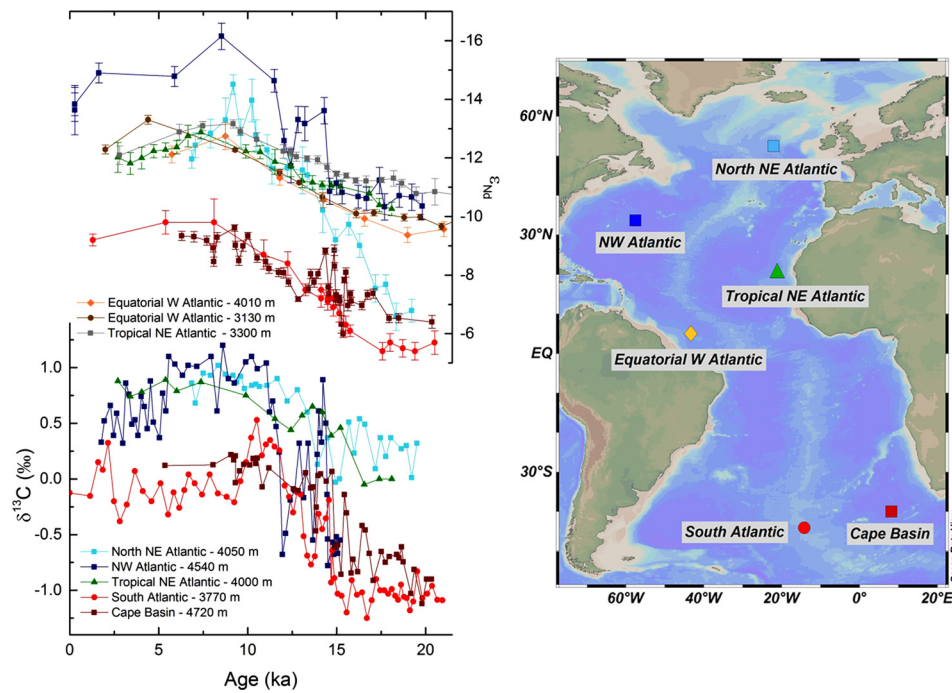 -16
-14
-12
-10
-8
-6
εNd
Equatorial W Atlantic - 4010 m
Equatorial W Atlantic - 3130 m
Tropical NE Atlantic - 3300 m
1.0
0.5
0.0
-0.5
-1.0
δ13C (‰)
North NE Atlantic - 4050 m
NW Atlantic - 4540 m
Tropical NE Atlantic - 4000 m
South Atlantic - 3770 m
Cape Basin - 4720 m
0 5 10 15 20
Age (ka)
60°N
30°N
EQ
30°S
North NE Atlantic
NW Atlantic
Tropical NE Atlantic
Equatorial W Atlantic
South Atlantic
Cape Basin
60°W 40°W 20°W 0° 20°E